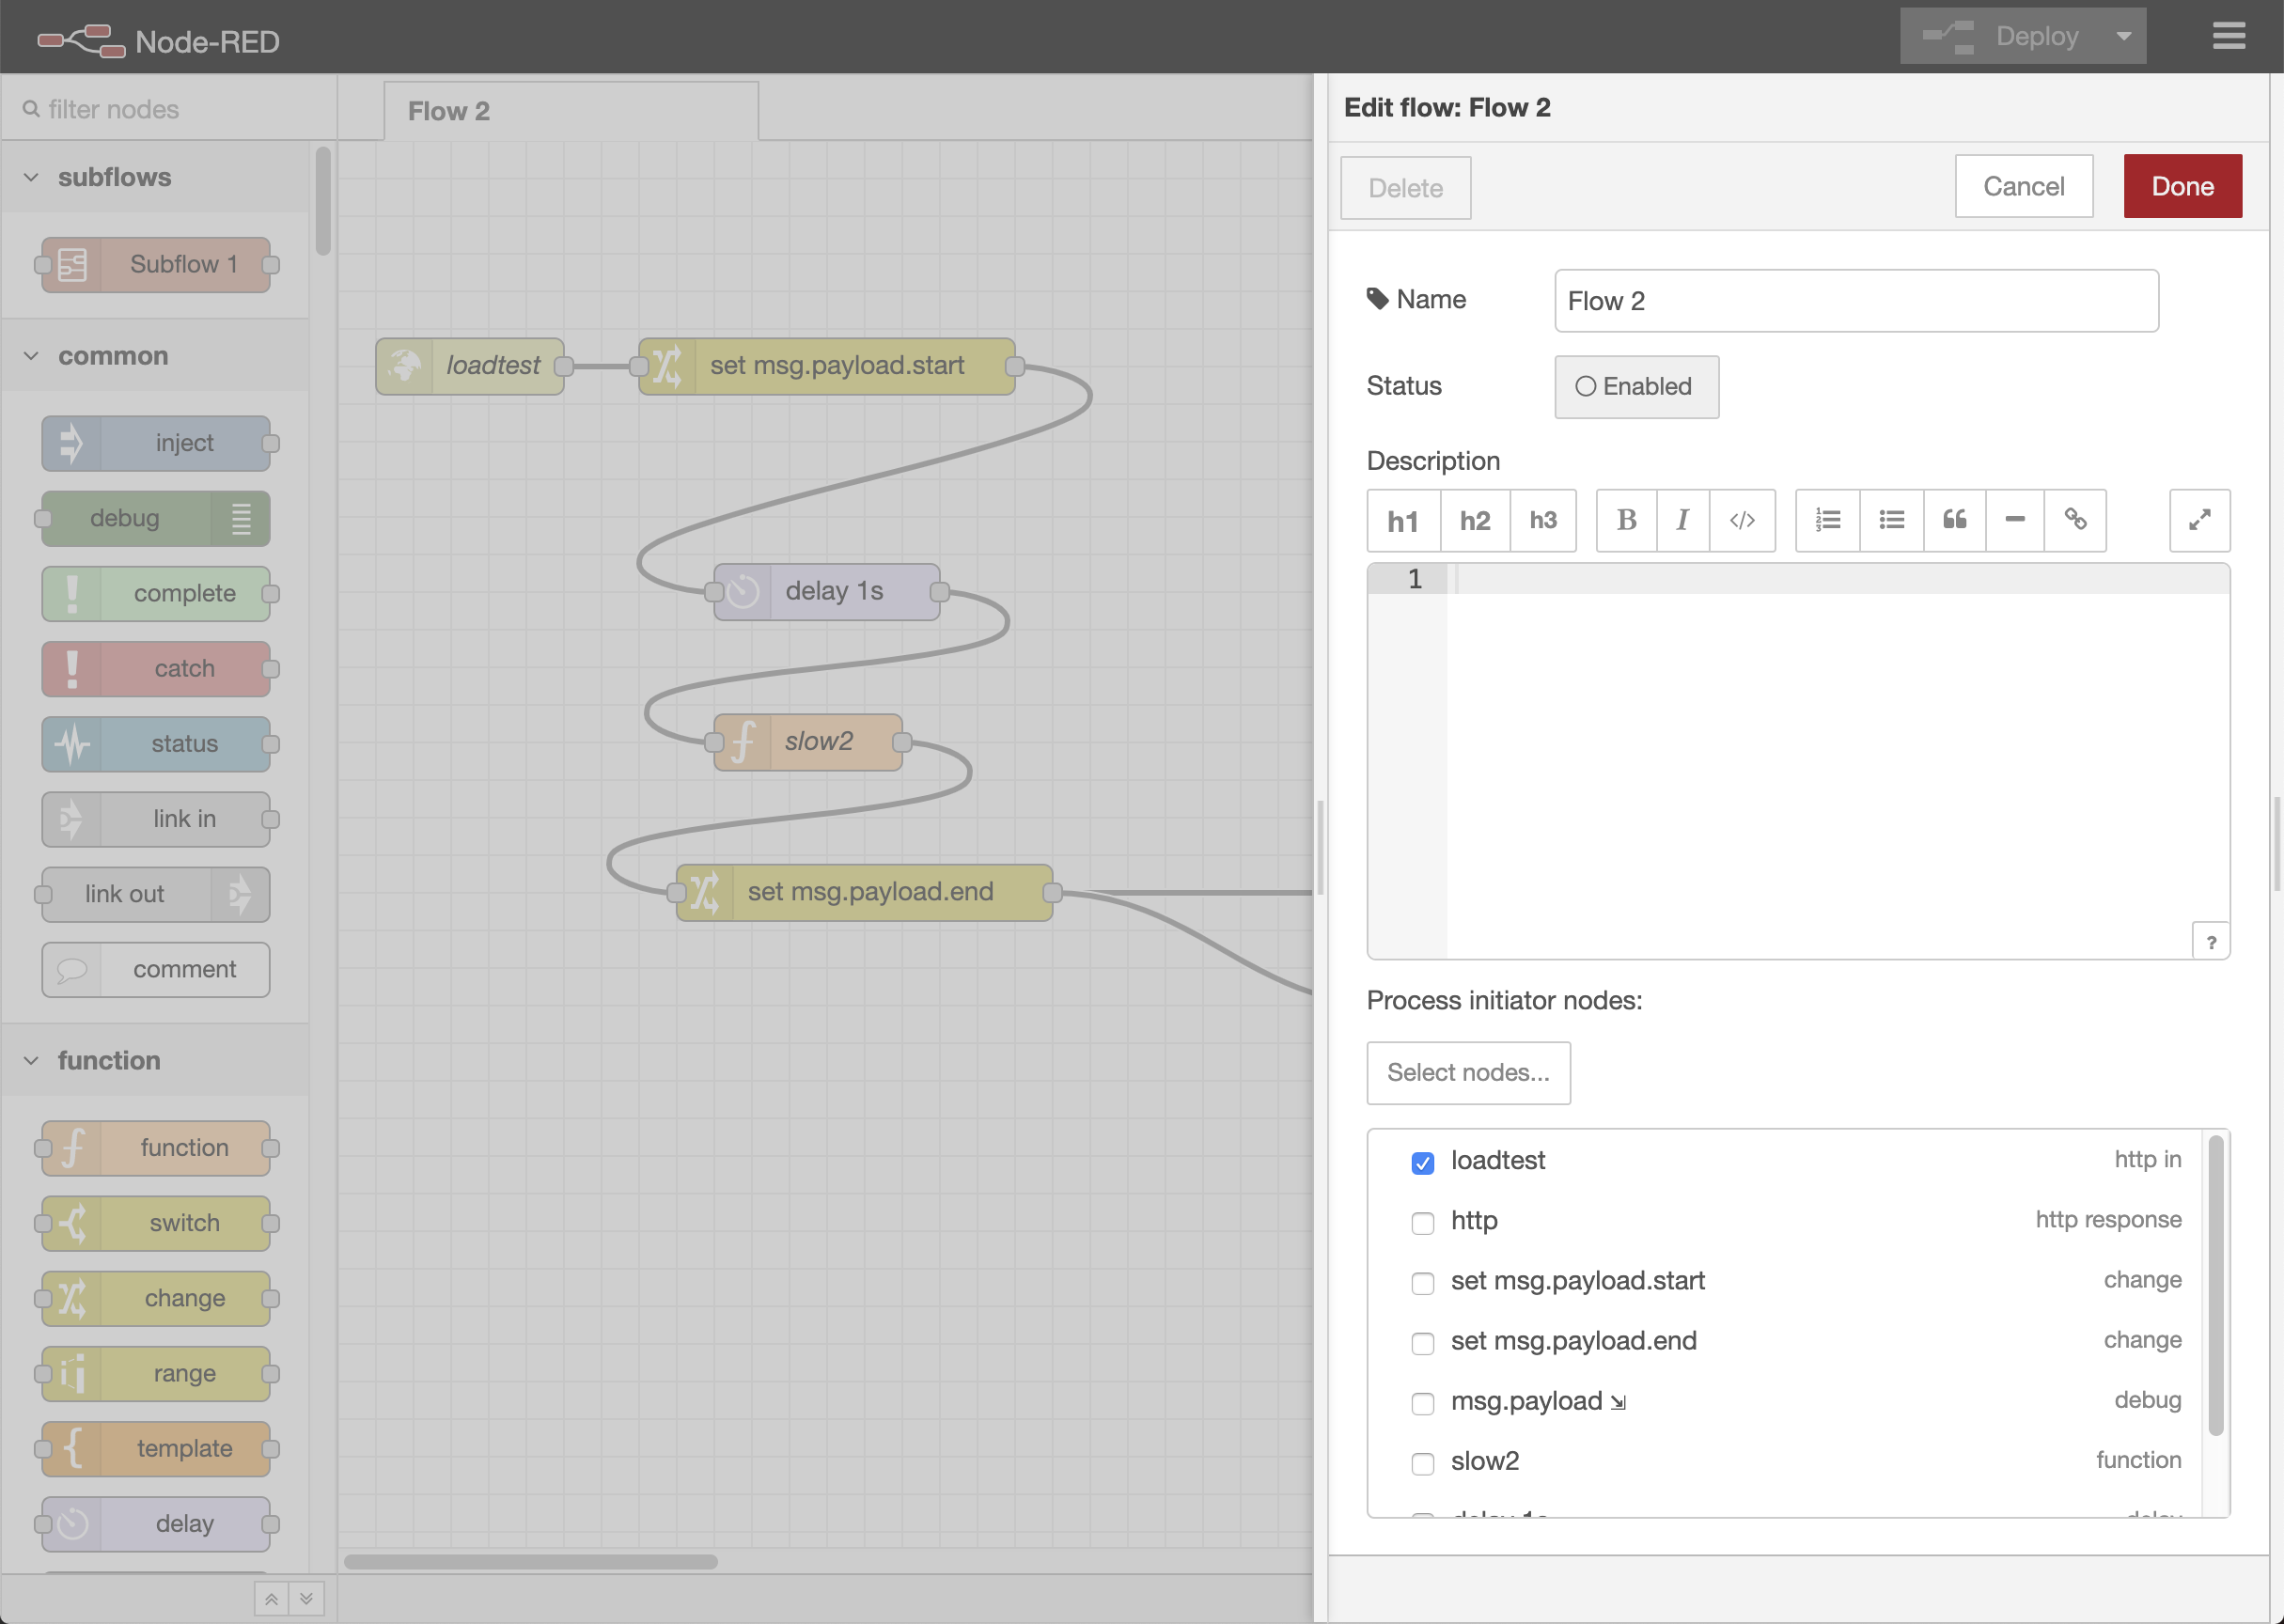 Node-RED
Deploy
filter nodes
subflows
Subflow 1
common
inject
debug
complete
catch
status
link in
link out
comment
function
function
switch
change
range
template
delay
Flow 2
loadtest
set msg.payload.start
delay 1s
slow2
set msg.payload.end
Edit flow: Flow 2
Delete
Cancel
Done
Name
Flow 2
Status
Enabled
Description
h1 h2 h3 B I </>
1
?
Process initiator nodes:
Select nodes...
loadtest http in
http http response
set msg.payload.start change
set msg.payload.end change
msg.payload debug
slow2 function
delay 1s delay